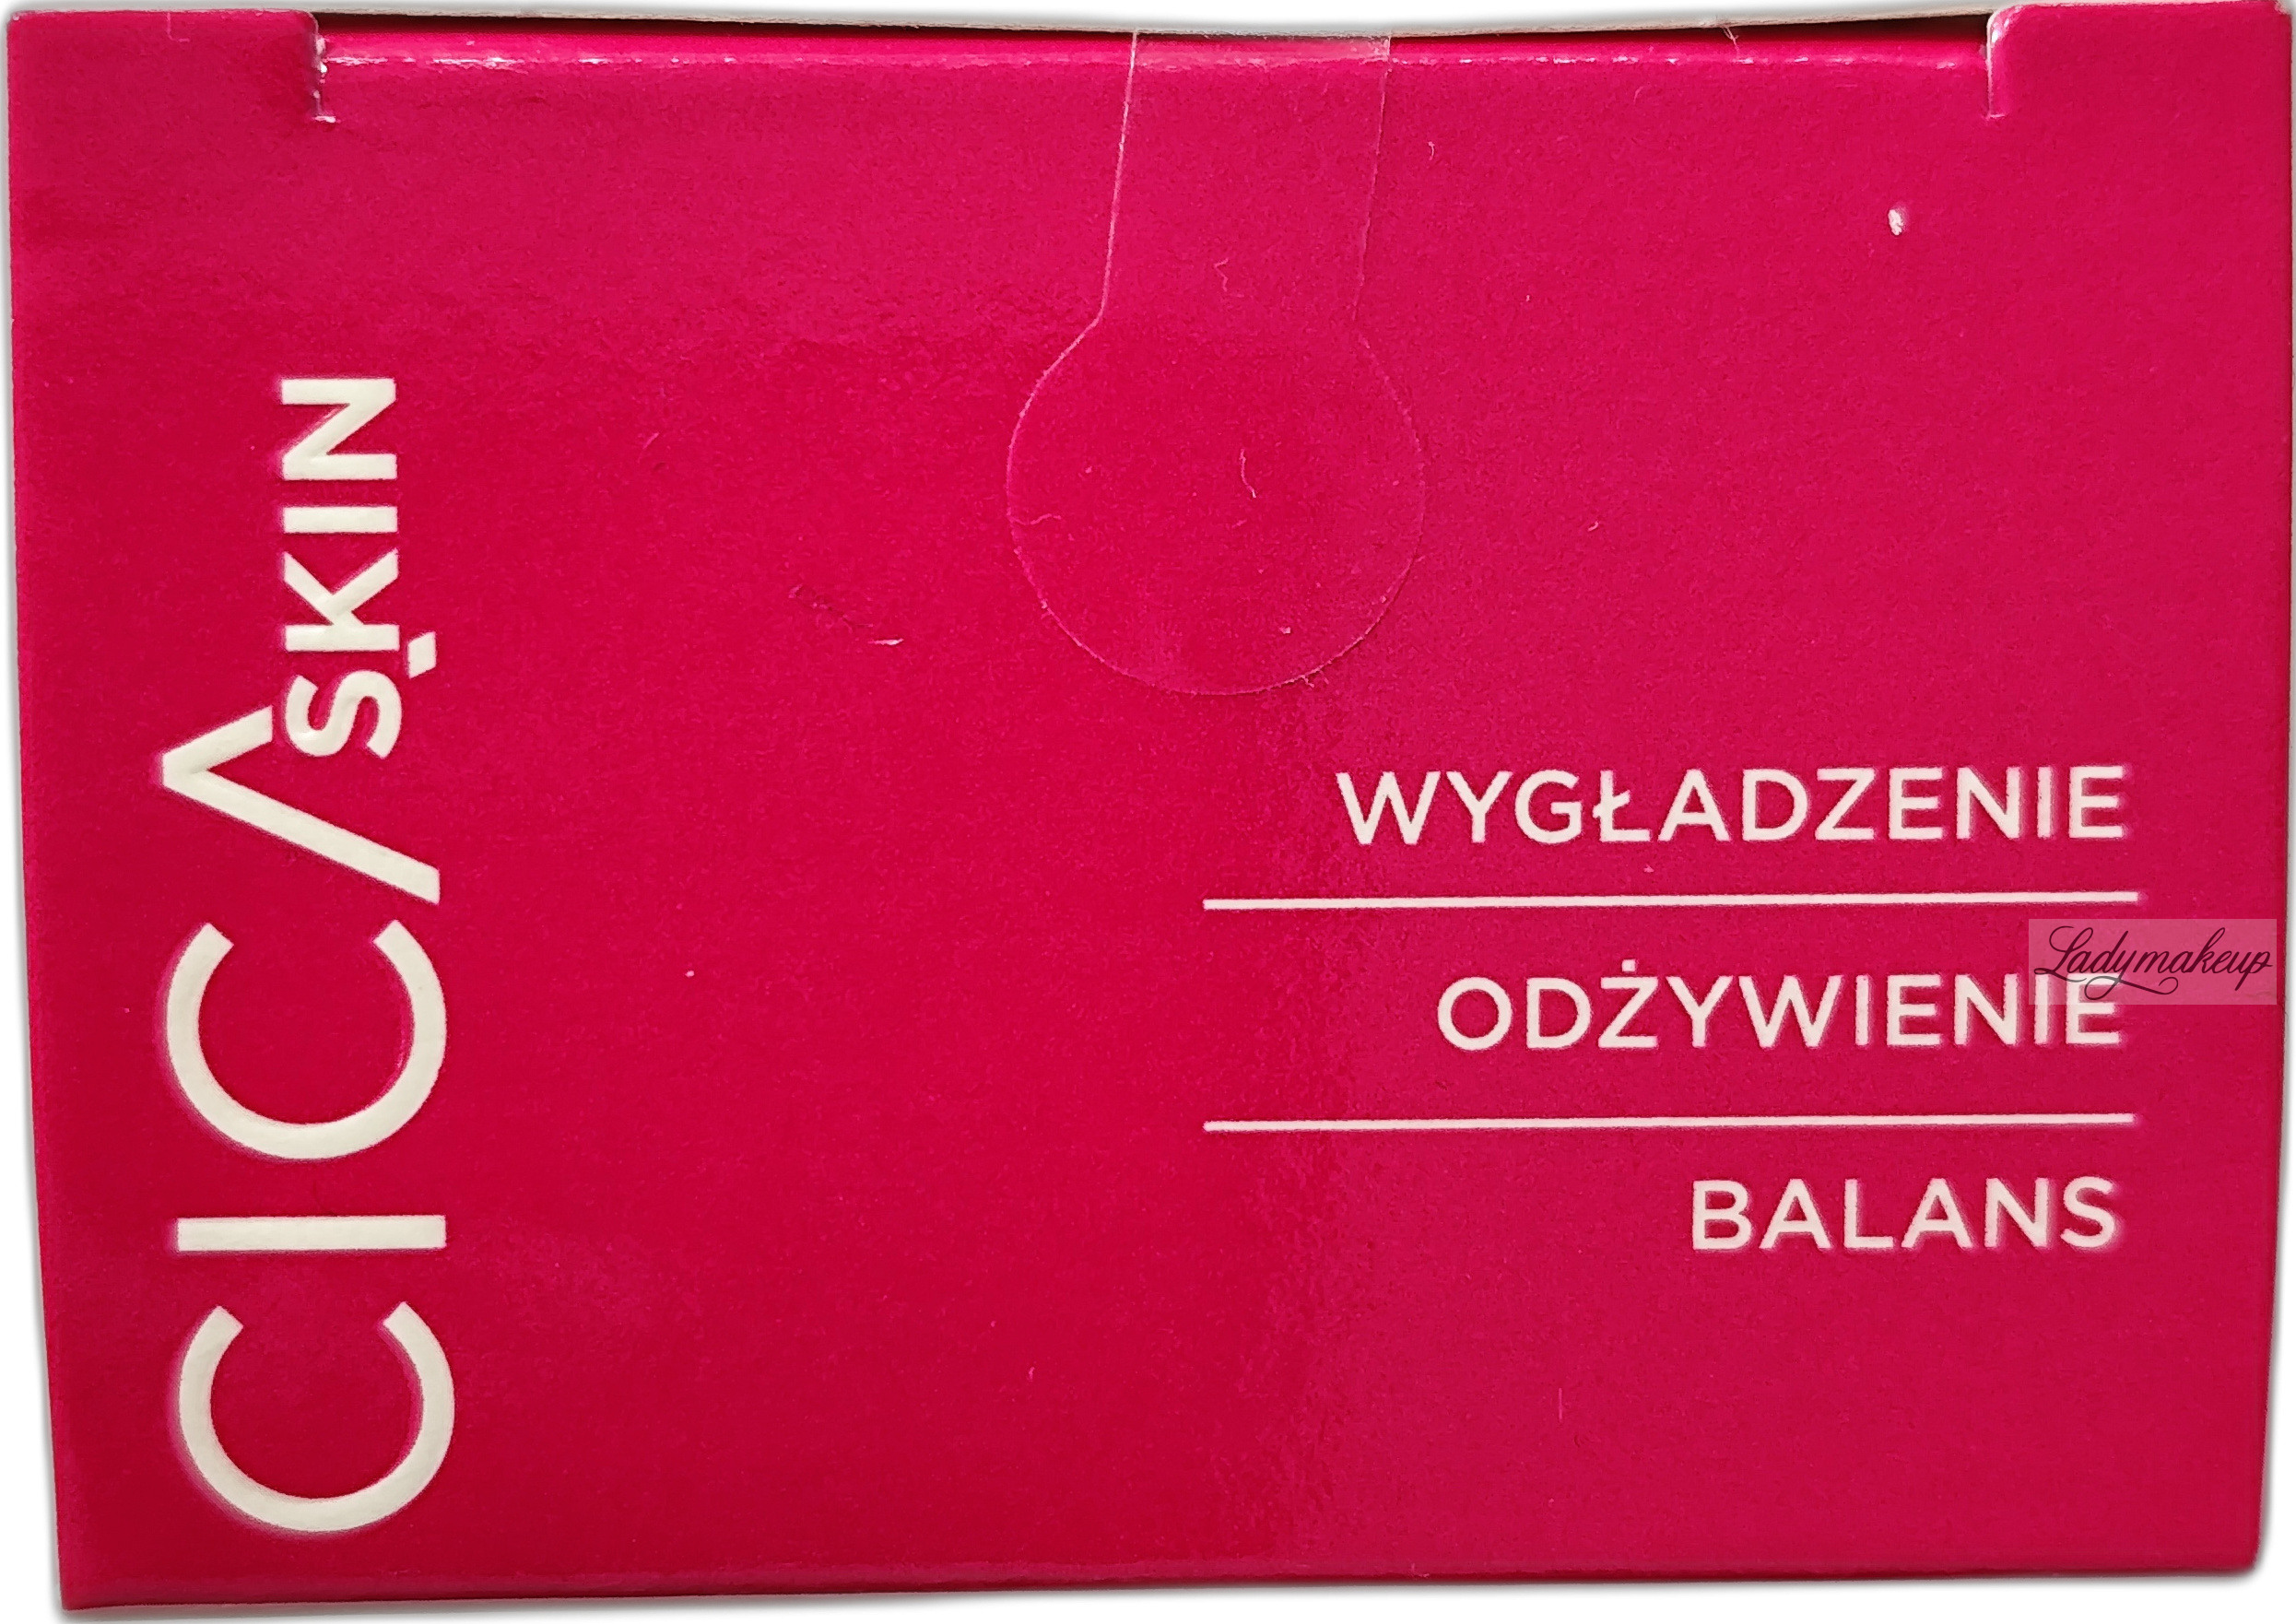 CICA SKIN
WYGŁADZENIE
ODŻYWIENIE
BALANS
Ladymakeup